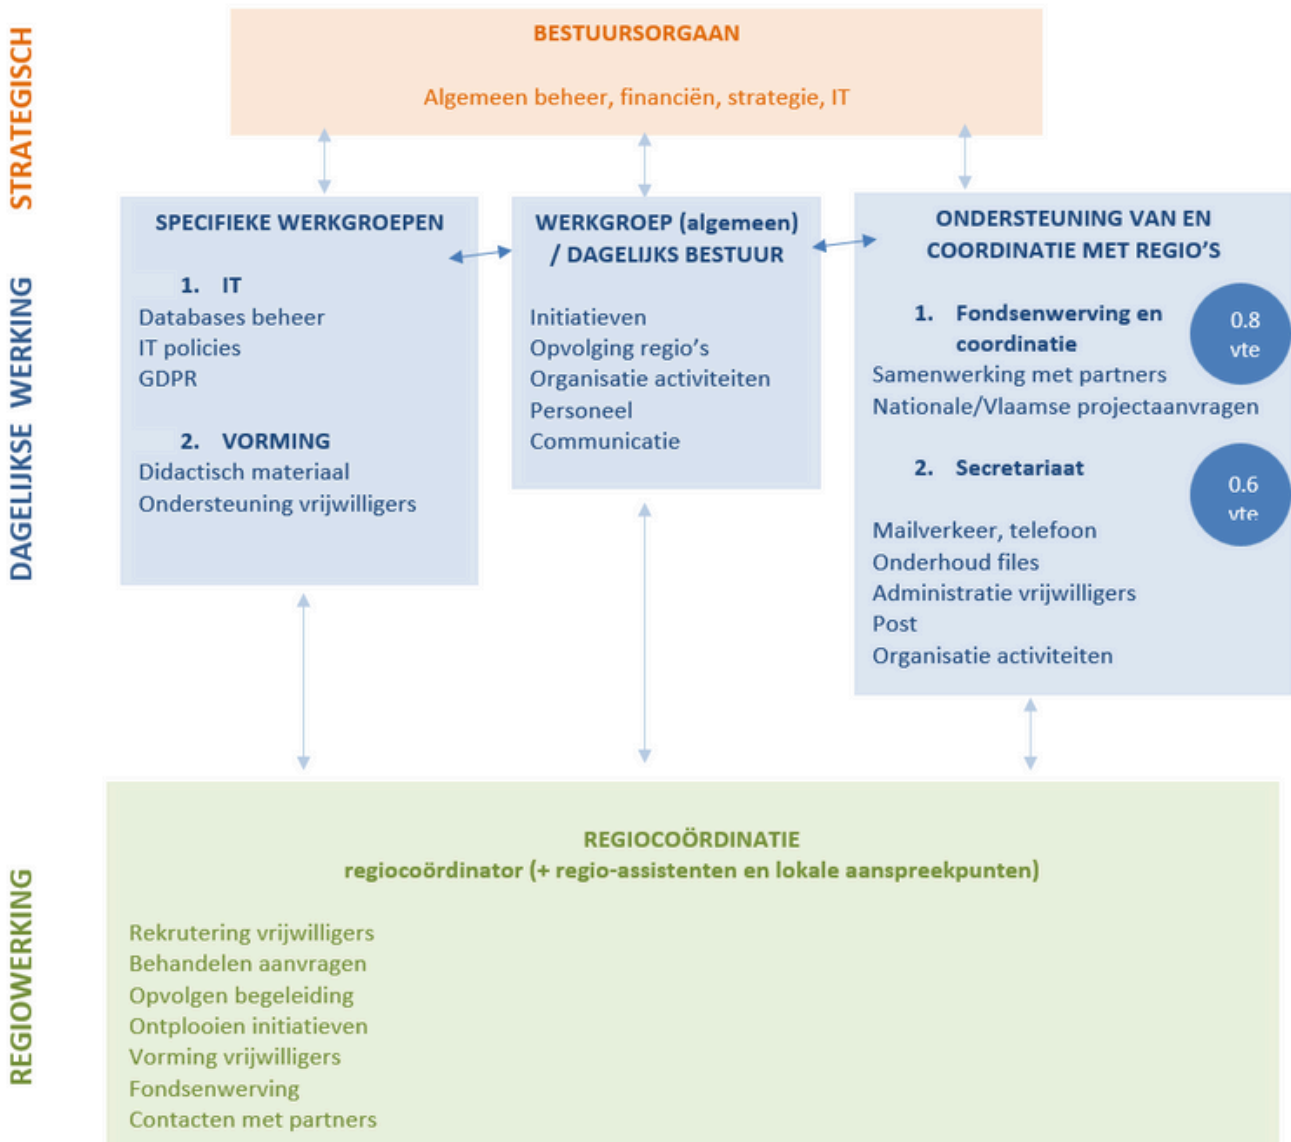 STRATEGISCH
BESTUURSORGAAN
Algemeen beheer, financiën, strategie, IT
DAGELIJKSE WERKING
SPECIFIEKE WERKGROEPEN
1. IT
Databases beheer
IT policies
GDPR
2. VORMING
Didactisch materiaal
Ondersteuning vrijwilligers
WERKGROEP (algemeen)
/ DAGELIJKS BESTUUR
Initiatieven
Opvolging regio's
Organisatie activiteiten
Personeel
Communicatie
ONDERSTEUNING VAN EN
COORDINATIE MET REGIO'S
1. Fondsenwerving en
coordinatie
0.8
vte
Samenwerking met partners
Nationale/Vlaamse projectaanvragen
2. Secretariaat
0.6
vte
Mailverkeer, telefoon
Onderhoud files
Administratie vrijwilligers
Post
Organisatie activiteiten
REGIOWERKING
REGIOCOÖRDINATIE
regiocoördinator (+ regio-assistenten en lokale aanspreekpunten)
Rekrutering vrijwilligers
Behandelen aanvragen
Opvolgen begeleiding
Ontplooien initiatieven
Vorming vrijwilligers
Fondsenwerving
Contacten met partners